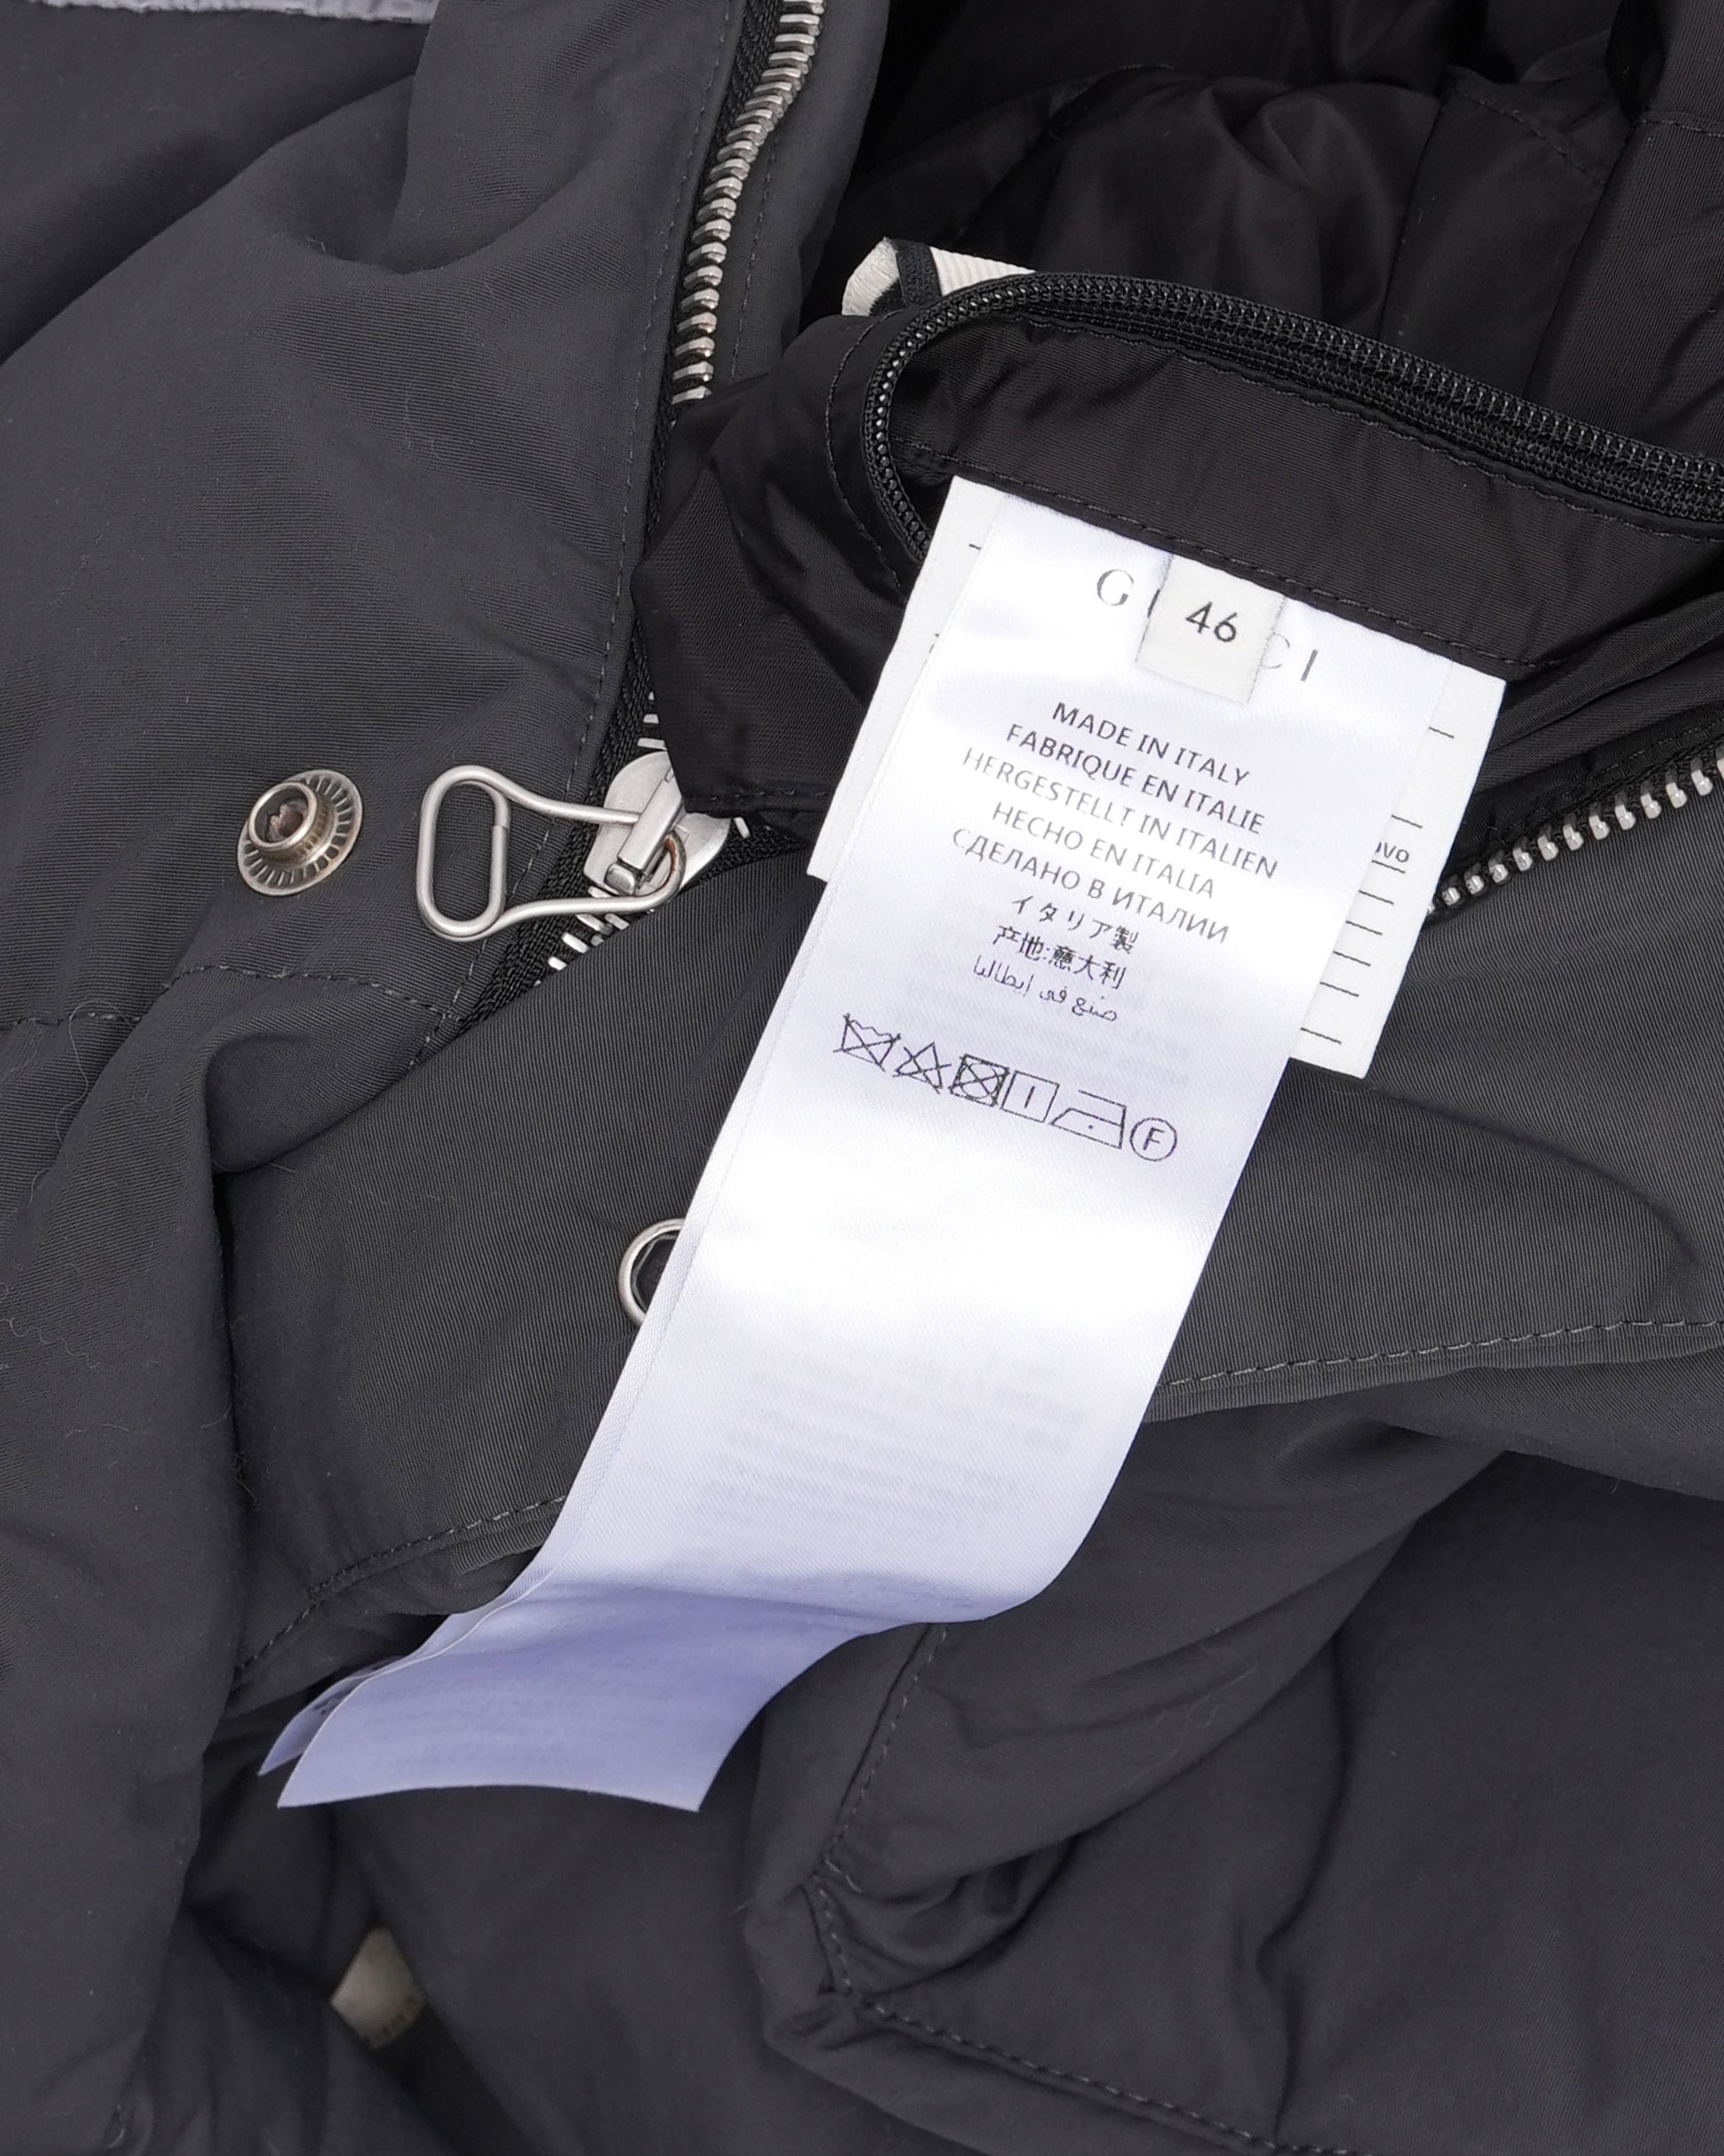 46
MADE IN ITALY
FABRIQUE EN ITALIE
HERGESTELLT IN ITALIEN
HECHO EN ITALIA
СДЕЛАНО В ИТАЛИИ
イタリア製
产地:意大利
صنع في إيطاليا
F